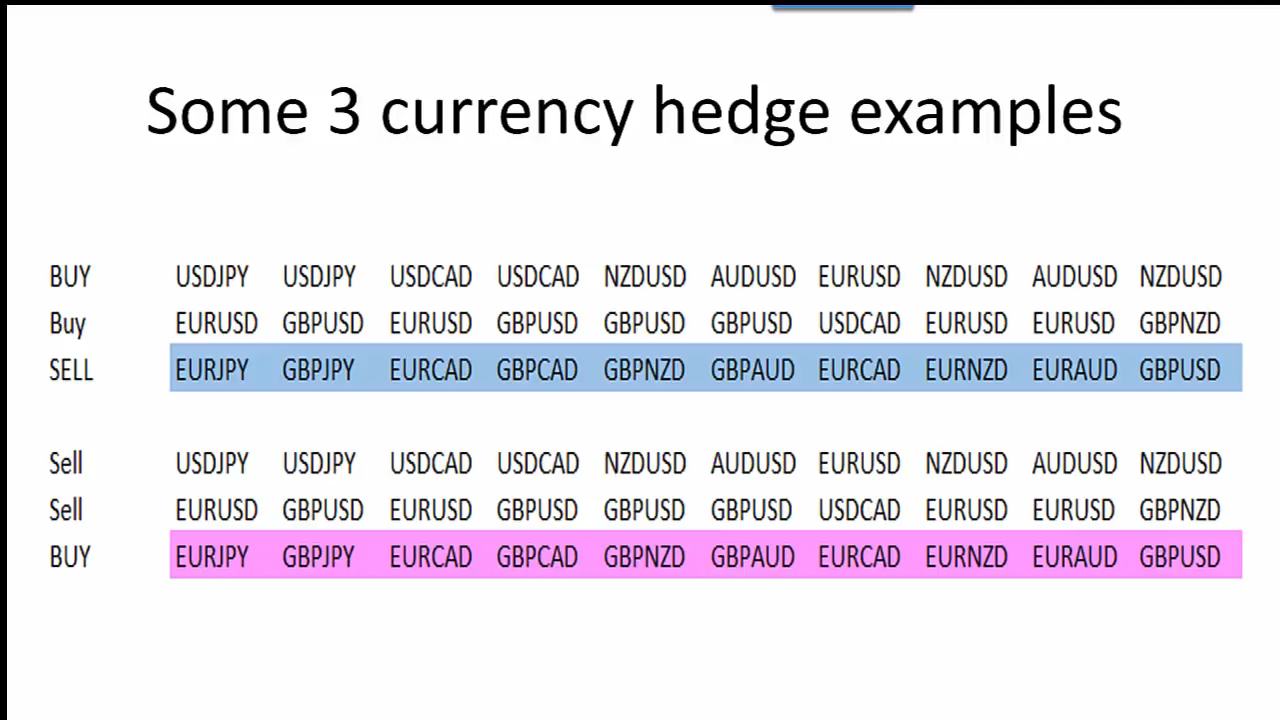 Some 3 currency hedge examples
BUY USDJPY USDJPY USDCAD USDCAD NZDUSD AUDUSD EURUSD NZDUSD AUDUSD NZDUSD
Buy EURUSD GBPUSD EURUSD GBPUSD GBPUSD GBPUSD USDCAD EURUSD EURUSD GBPNZD
SELL EURJPY GBPJPY EURCAD GBPCAD GBPNZD GBPAUD EURCAD EURNZD EURAUD GBPUSD
Sell USDJPY USDJPY USDCAD USDCAD NZDUSD AUDUSD EURUSD NZDUSD AUDUSD NZDUSD
Sell EURUSD GBPUSD EURUSD GBPUSD GBPUSD GBPUSD USDCAD EURUSD EURUSD GBPNZD
BUY EURJPY GBPJPY EURCAD GBPCAD GBPNZD GBPAUD EURCAD EURNZD EURAUD GBPUSD